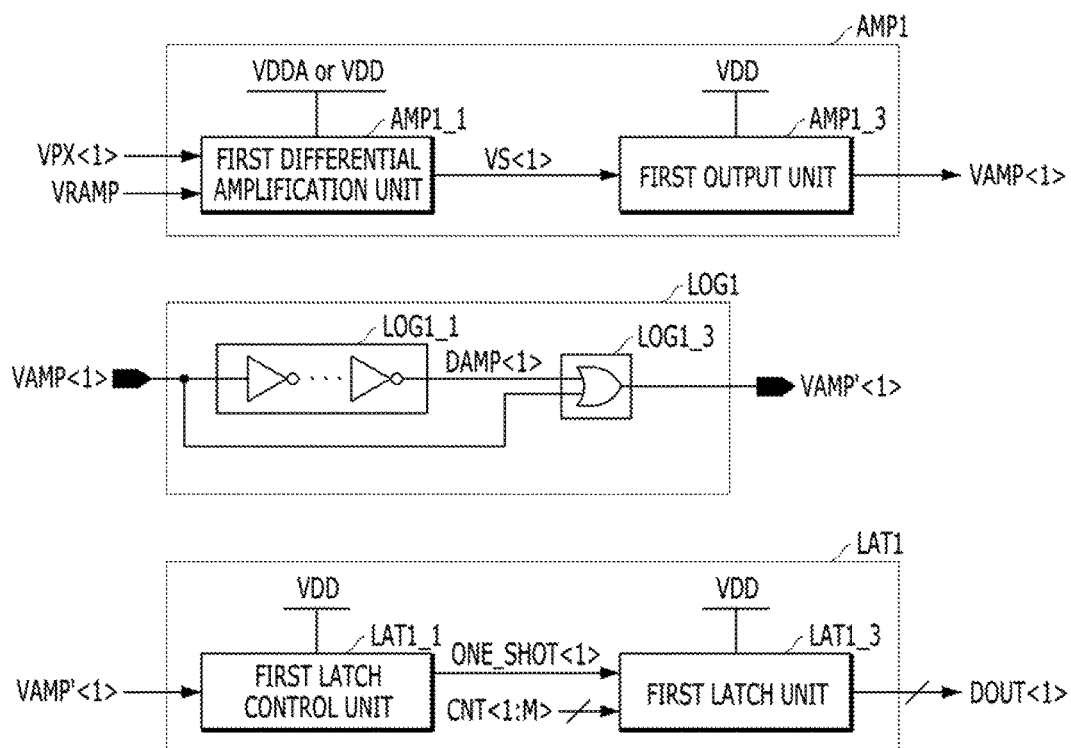 AMP1
VDDA or VDD
VDD
AMP1_1
AMP1_3
VPX<1>
VRAMP
FIRST DIFFERENTIAL
AMPLIFICATION UNIT
VS<1>
FIRST OUTPUT UNIT
VAMP<1>
LOG1
LOG1_1
LOG1_3
VAMP<1>
DAMP<1>
VAMP'<1>
LAT1
VDD
VDD
LAT1_1
LAT1_3
VAMP'<1>
FIRST LATCH
CONTROL UNIT
ONE_SHOT<1>
CNT<1:M>
FIRST LATCH UNIT
DOUT<1>